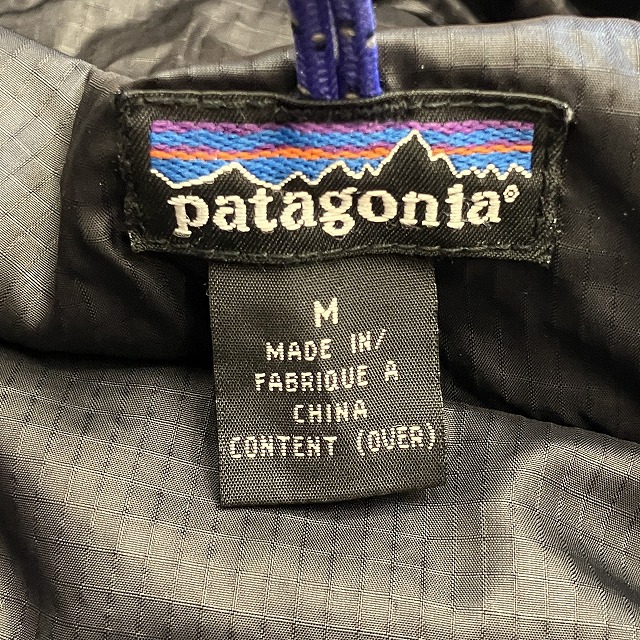 patagonia®
M
MADE IN/
FABRIQUE A
CHINA
CONTENT (OVER)